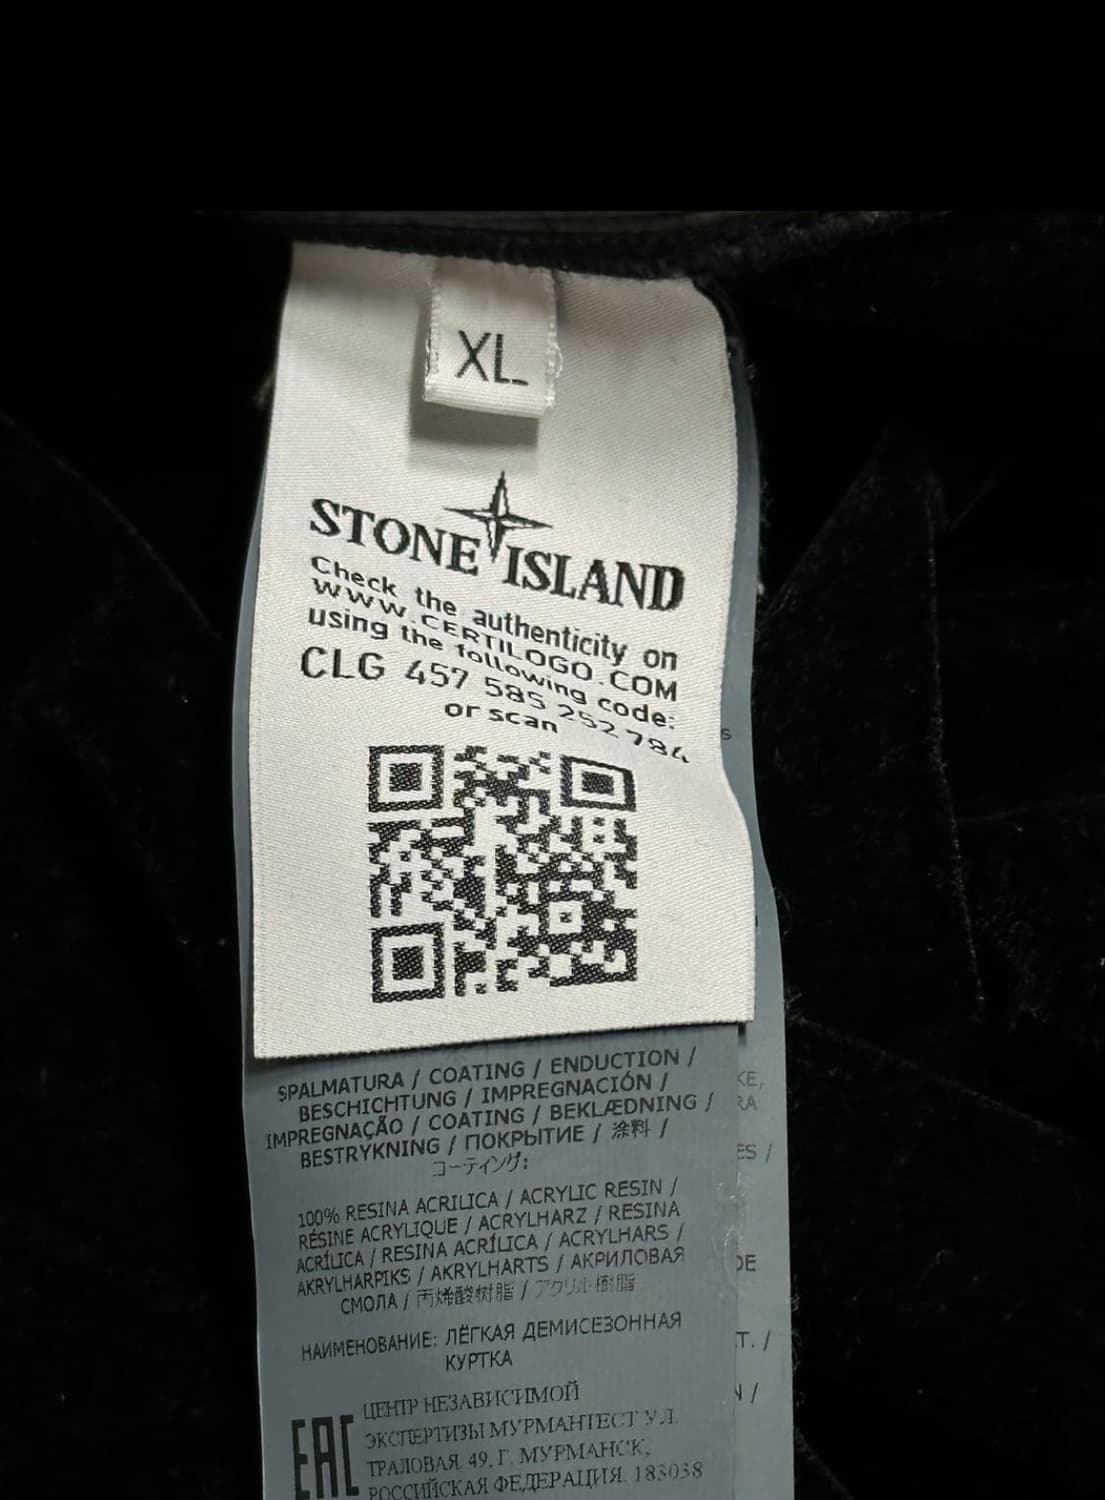 XL
STONE ISLAND
Check the authenticity on
WWW.CERTILOGO.COM
using the following code:
CLG 457 585 252 784
or scan
SPALMATURA / COATING / ENDUCTION /
BESCHICHTUNG / IMPREGNACIÓN /
IMPREGNAÇÃO / COATING / BEKLÆDNING /
BESTRYKNING / ПОКРЫТИЕ / 涂料 /
コーティング:
100% RESINA ACRILICA / ACRYLIC RESIN /
RÉSINE ACRYLIQUE / ACRYLHARZ / RESINA
ACRÍLICA / RESINA ACRÍLICA / ACRYLHARS /
AKRYLHARPIKS / AKRYLHARTS / АКРИЛОВАЯ
СМОЛА / 丙烯酸树脂 / アクリル樹脂
НАИМЕНОВАНИЕ: ЛЁГКАЯ ДЕМИСЕЗОННАЯ
КУРТКА
EAC
ЦЕНТР НЕЗАВИСИМОЙ
ЭКСПЕРТИЗЫ МУРМАНТЕСТ УЛ.
ТРАЛОВАЯ, 49, Г. МУРМАНСК,
РОССИЙСКАЯ ФЕДЕРАЦИЯ, 183038